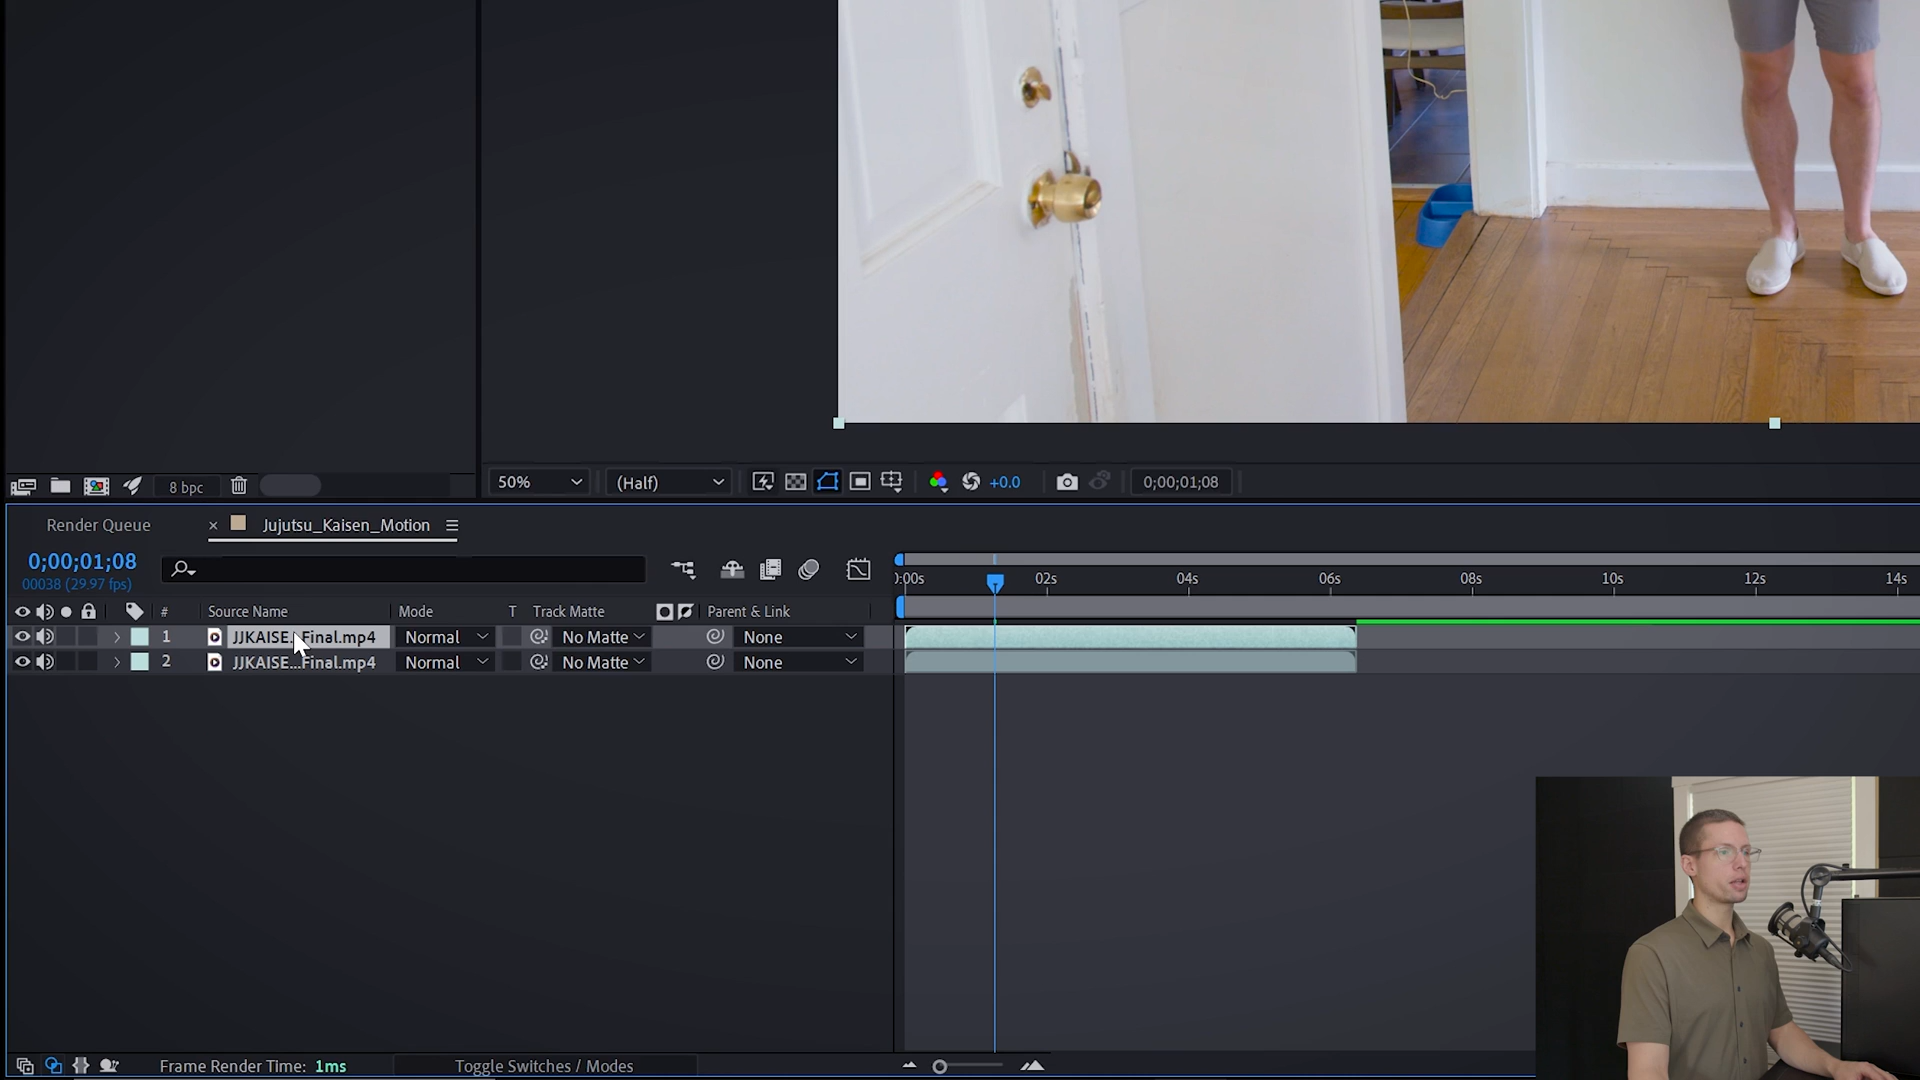 8 bpc
50%
(Half)
+0.0
0;00;01;08
Render Queue
× Jujutsu_Kaisen_Motion
0;00;01;08
00038 (29.97 fps)
):00s 02s 04s 06s 08s 10s 12s 14s
# Source Name Mode T Track Matte Parent & Link
1 JJKAISE...Final.mp4 Normal No Matte None
2 JJKAISE...Final.mp4 Normal No Matte None
Frame Render Time: 1ms
Toggle Switches / Modes